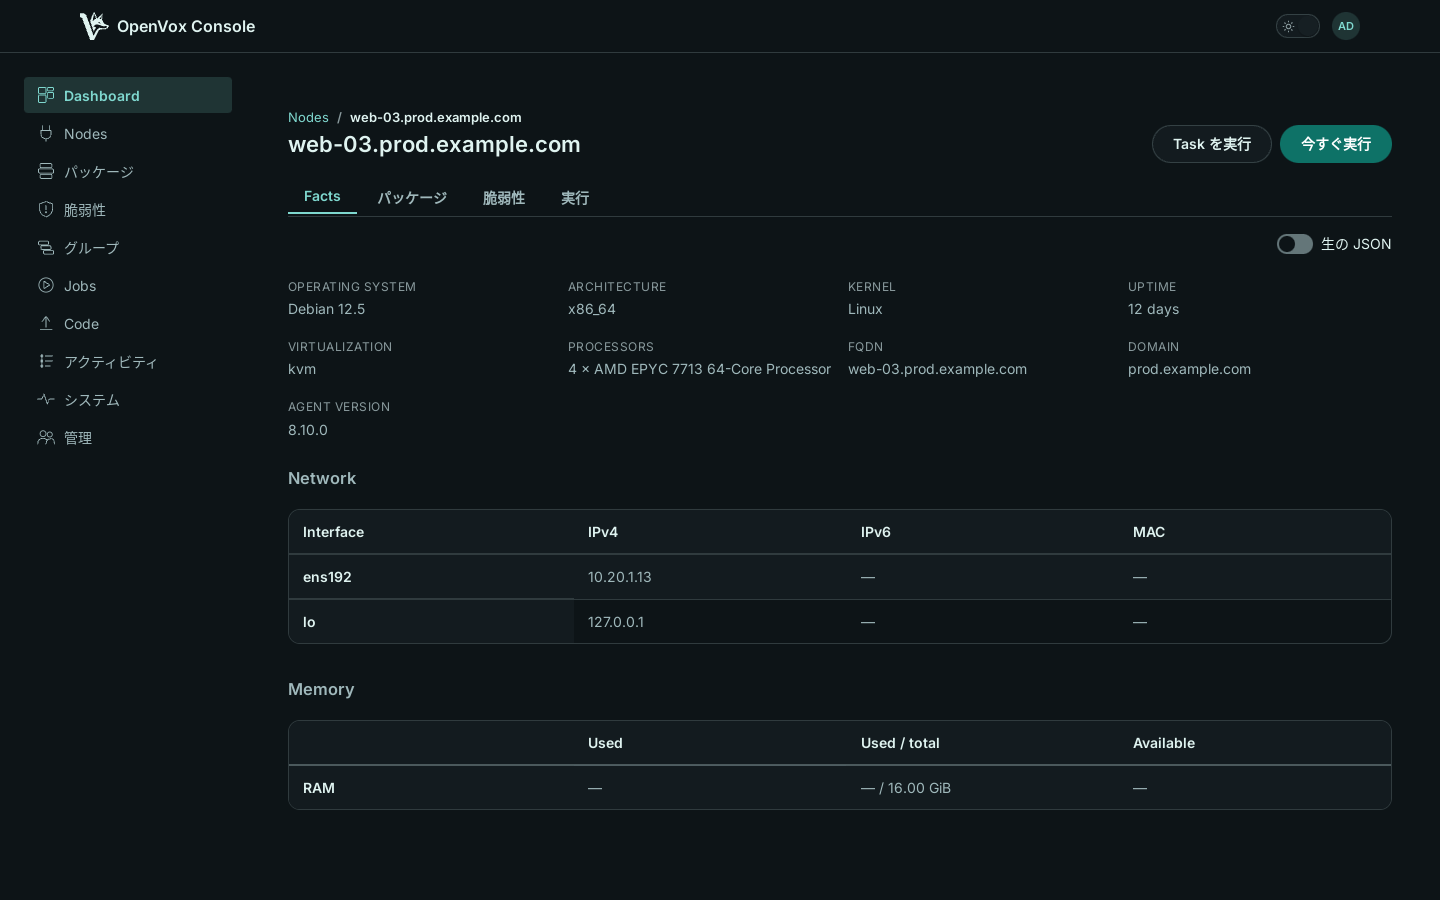 OpenVox Console
AD
Dashboard
Nodes
パッケージ
脆弱性
グループ
Jobs
Code
アクティビティ
システム
管理
Nodes / web-03.prod.example.com
web-03.prod.example.com
Task を実行
今すぐ実行
Facts パッケージ 脆弱性 実行
生の JSON
OPERATING SYSTEM ARCHITECTURE KERNEL UPTIME
Debian 12.5 x86_64 Linux 12 days
VIRTUALIZATION PROCESSORS FQDN DOMAIN
kvm 4 × AMD EPYC 7713 64-Core Processor web-03.prod.example.com prod.example.com
AGENT VERSION
8.10.0
Network
Interface IPv4 IPv6 MAC
ens192 10.20.1.13 — —
lo 127.0.0.1 — —
Memory
Used Used / total Available
RAM — — / 16.00 GiB —